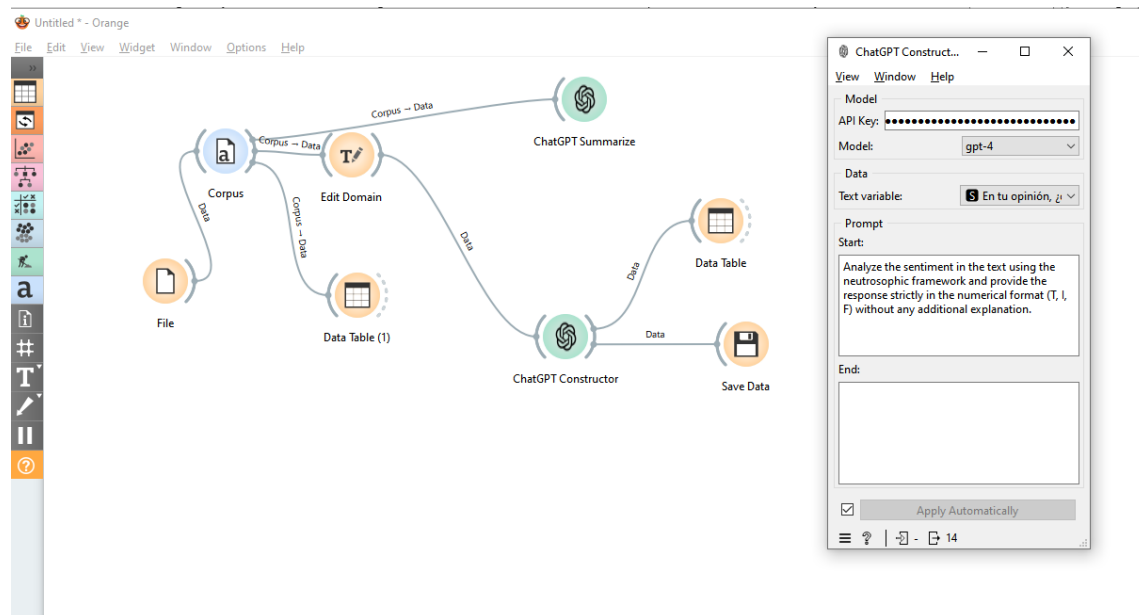 Untitled * - Orange
File Edit View Widget Window Options Help
Corpus → Data
ChatGPT Summarize
Corpus → Data
Corpus
Edit Domain
Data
Corpus → Data
Data
Data
Data Table
File
Data Table (1)
Data
ChatGPT Constructor
Save Data
ChatGPT Construct...
View Window Help
Model
API Key:
Model: gpt-4
Data
Text variable: S En tu opinión,
Prompt
Start:
Analyze the sentiment in the text using the
neutrosophic framework and provide the
response strictly in the numerical format (T, I,
F) without any additional explanation.
End:
Apply Automatically
- 14